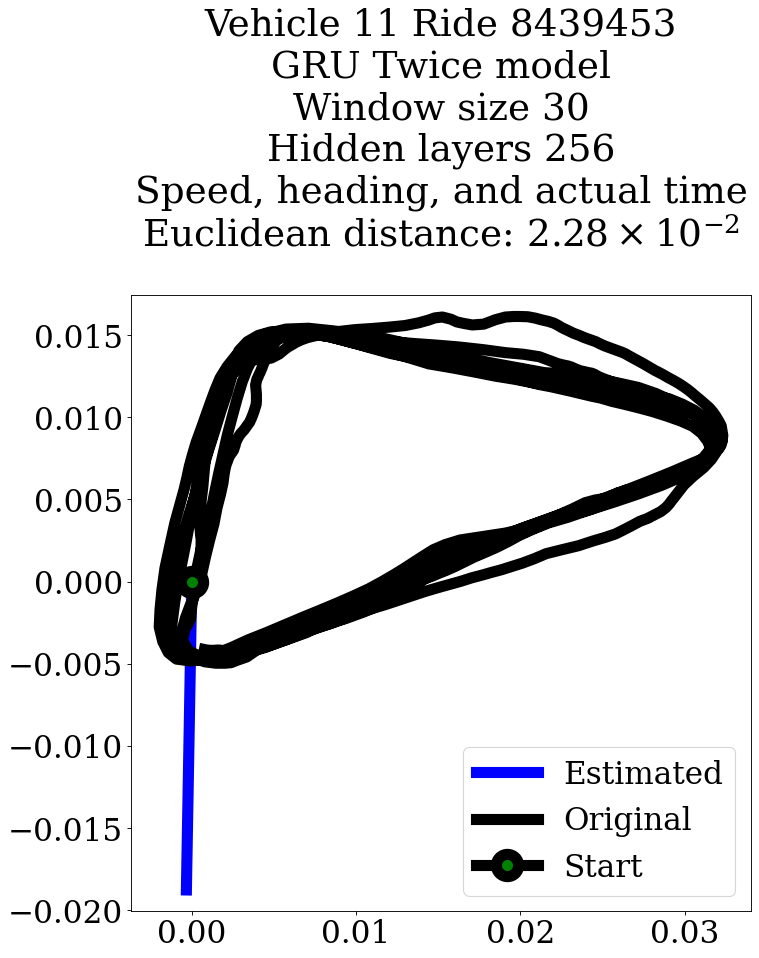 Vehicle 11 Ride 8439453
GRU Twice model
Window size 30
Hidden layers 256
Speed, heading, and actual time
Euclidean distance: 2.28 × 10⁻²
0.015
0.010
0.005
0.000
−0.005
−0.010
−0.015
−0.020
0.00 0.01 0.02 0.03
Estimated
Original
Start